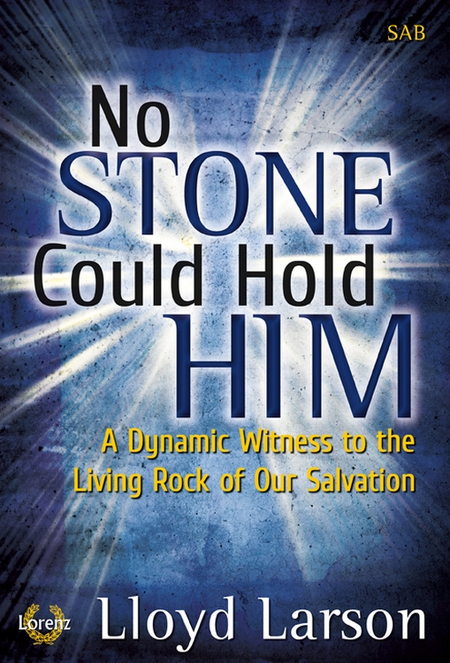 SAB
No
STONE
Could Hold
HIM
A Dynamic Witness to the
Living Rock of Our Salvation
Lorenz
Lloyd Larson